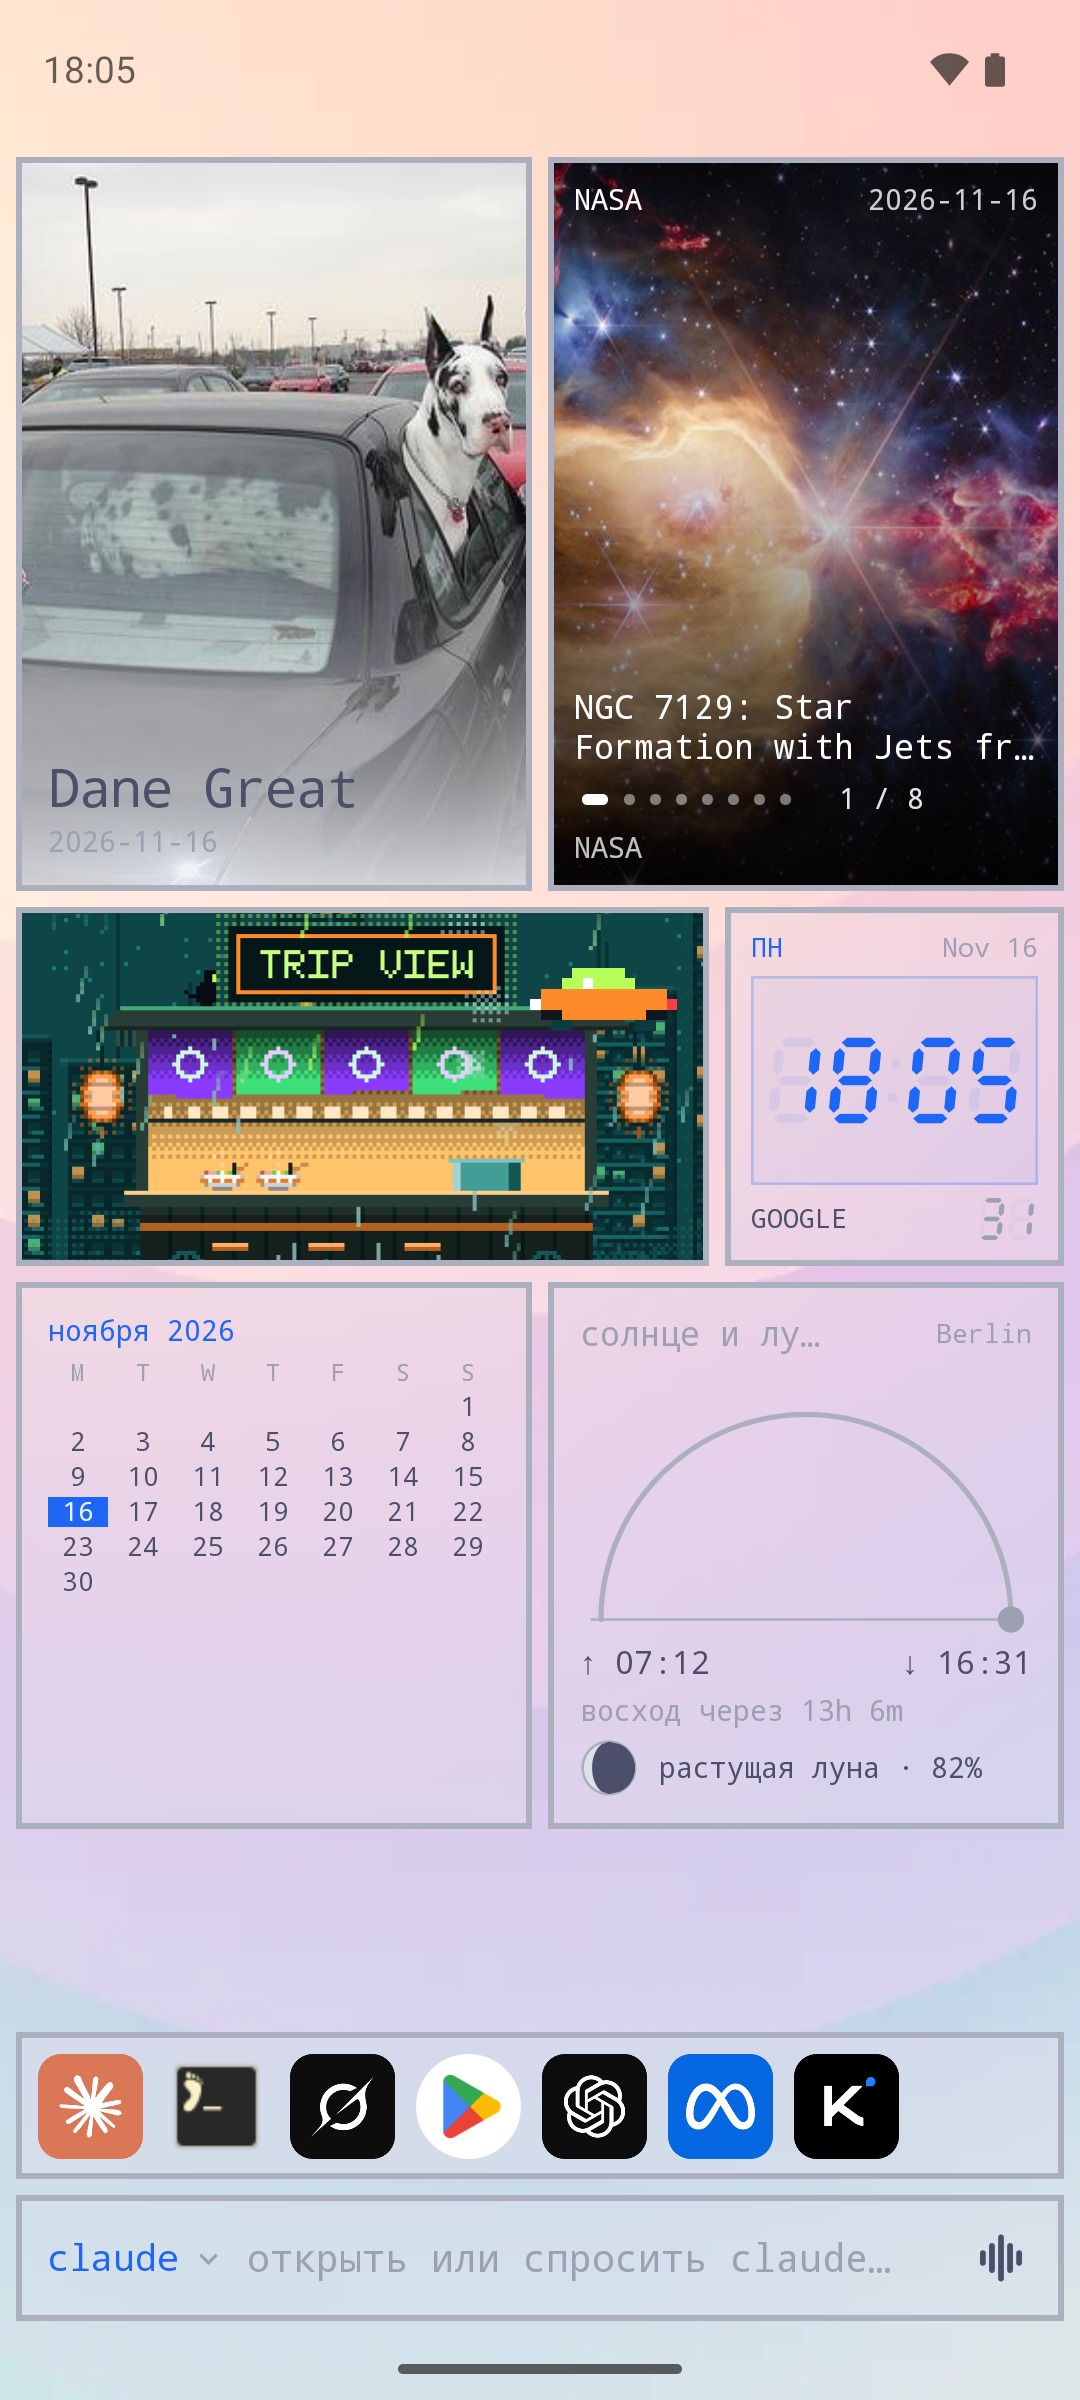 18:05
Dane Great
2026-11-16
NASA
2026-11-16
NGC 7129: Star
Formation with Jets fr…
1 / 8
NASA
TRIP VIEW
ПН
Nov 16
18:05
GOOGLE
31
ноября 2026
M T W T F S S
1
2 3 4 5 6 7 8
9 10 11 12 13 14 15
16 17 18 19 20 21 22
23 24 25 26 27 28 29
30
солнце и лу…
Berlin
↑ 07:12
↓ 16:31
восход через 13h 6m
растущая луна · 82%
claude
открыть или спросить claude…